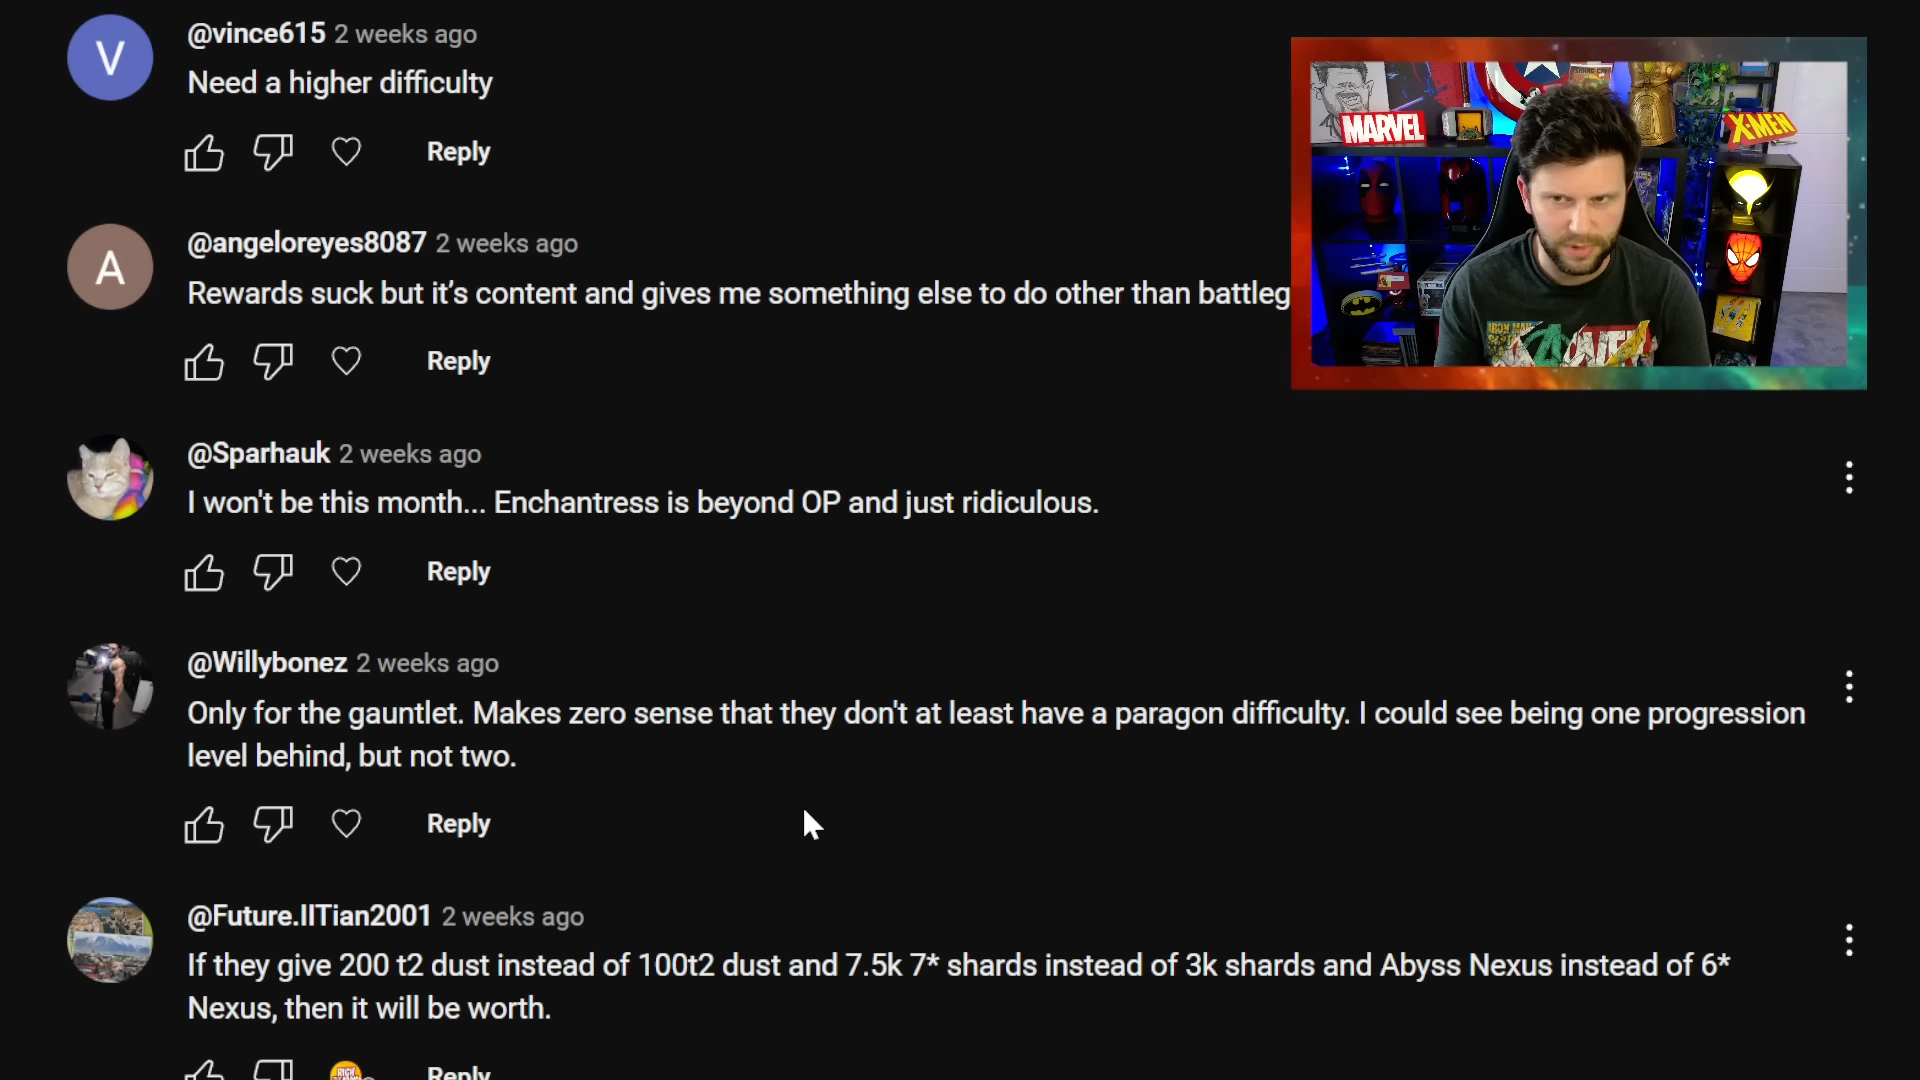 V
@vince615 2 weeks ago
Need a higher difficulty
Reply
A
@angeloreyes8087 2 weeks ago
Rewards suck but it’s content and gives me something else to do other than battleg
Reply
MARVEL
X-MEN
IRON MAN
@Sparhauk 2 weeks ago
I won't be this month... Enchantress is beyond OP and just ridiculous.
Reply
@Willybonez 2 weeks ago
Only for the gauntlet. Makes zero sense that they don't at least have a paragon difficulty. I could see being one progression
level behind, but not two.
Reply
@Future.IITian2001 2 weeks ago
If they give 200 t2 dust instead of 100t2 dust and 7.5k 7* shards instead of 3k shards and Abyss Nexus instead of 6*
Nexus, then it will be worth.
RICH
Reply